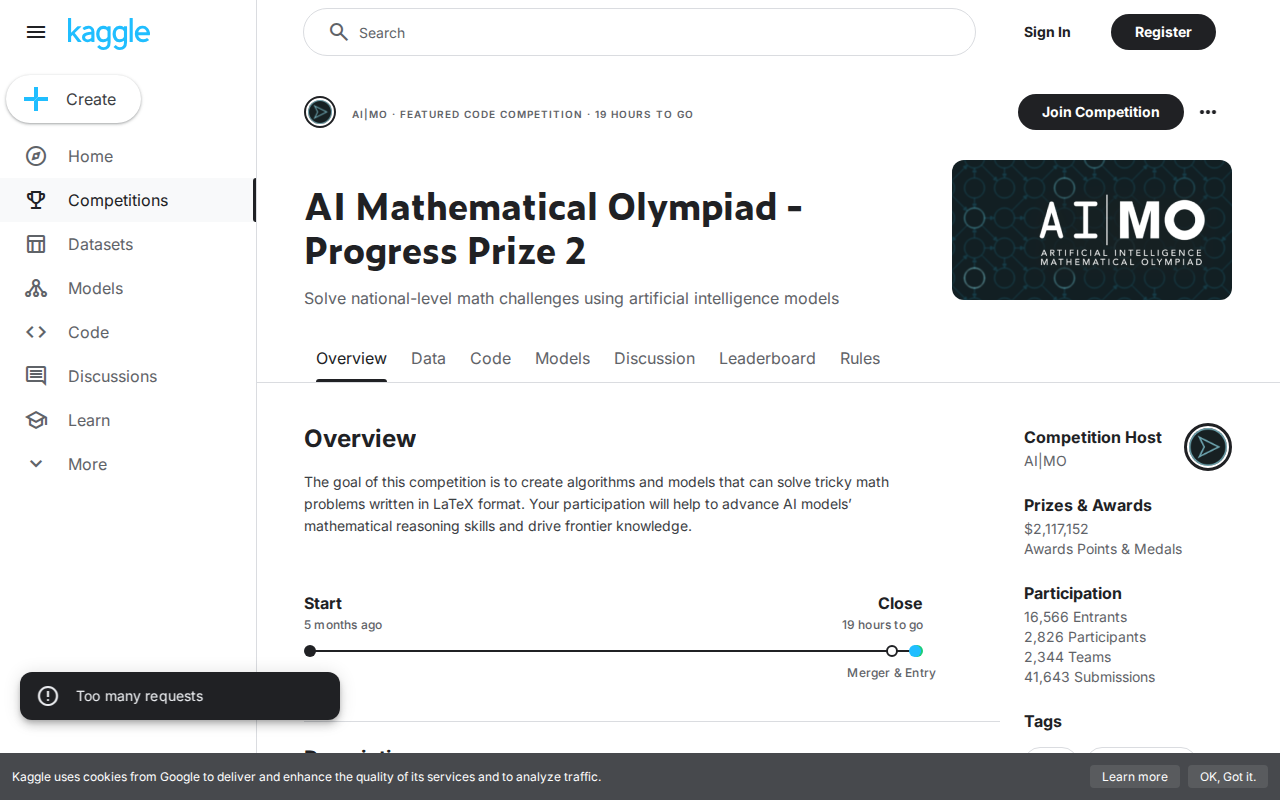 kaggle
Search
Sign In
Register
Create
Home
Competitions
Datasets
Models
Code
Discussions
Learn
More
AI|MO · FEATURED CODE COMPETITION · 19 HOURS TO GO
Join Competition
AI Mathematical Olympiad -
Progress Prize 2
Solve national-level math challenges using artificial intelligence models
AI|MO
ARTIFICIAL INTELLIGENCE
MATHEMATICAL OLYMPIAD
Overview Data Code Models Discussion Leaderboard Rules
Overview
The goal of this competition is to create algorithms and models that can solve tricky math
problems written in LaTeX format. Your participation will help to advance AI models’
mathematical reasoning skills and drive frontier knowledge.
Start
5 months ago
Close
19 hours to go
Merger & Entry
Competition Host
AI|MO
Prizes & Awards
$2,117,152
Awards Points & Medals
Participation
16,566 Entrants
2,826 Participants
2,344 Teams
41,643 Submissions
Tags
Too many requests
Kaggle uses cookies from Google to deliver and enhance the quality of its services and to analyze traffic.
Learn more
OK, Got it.